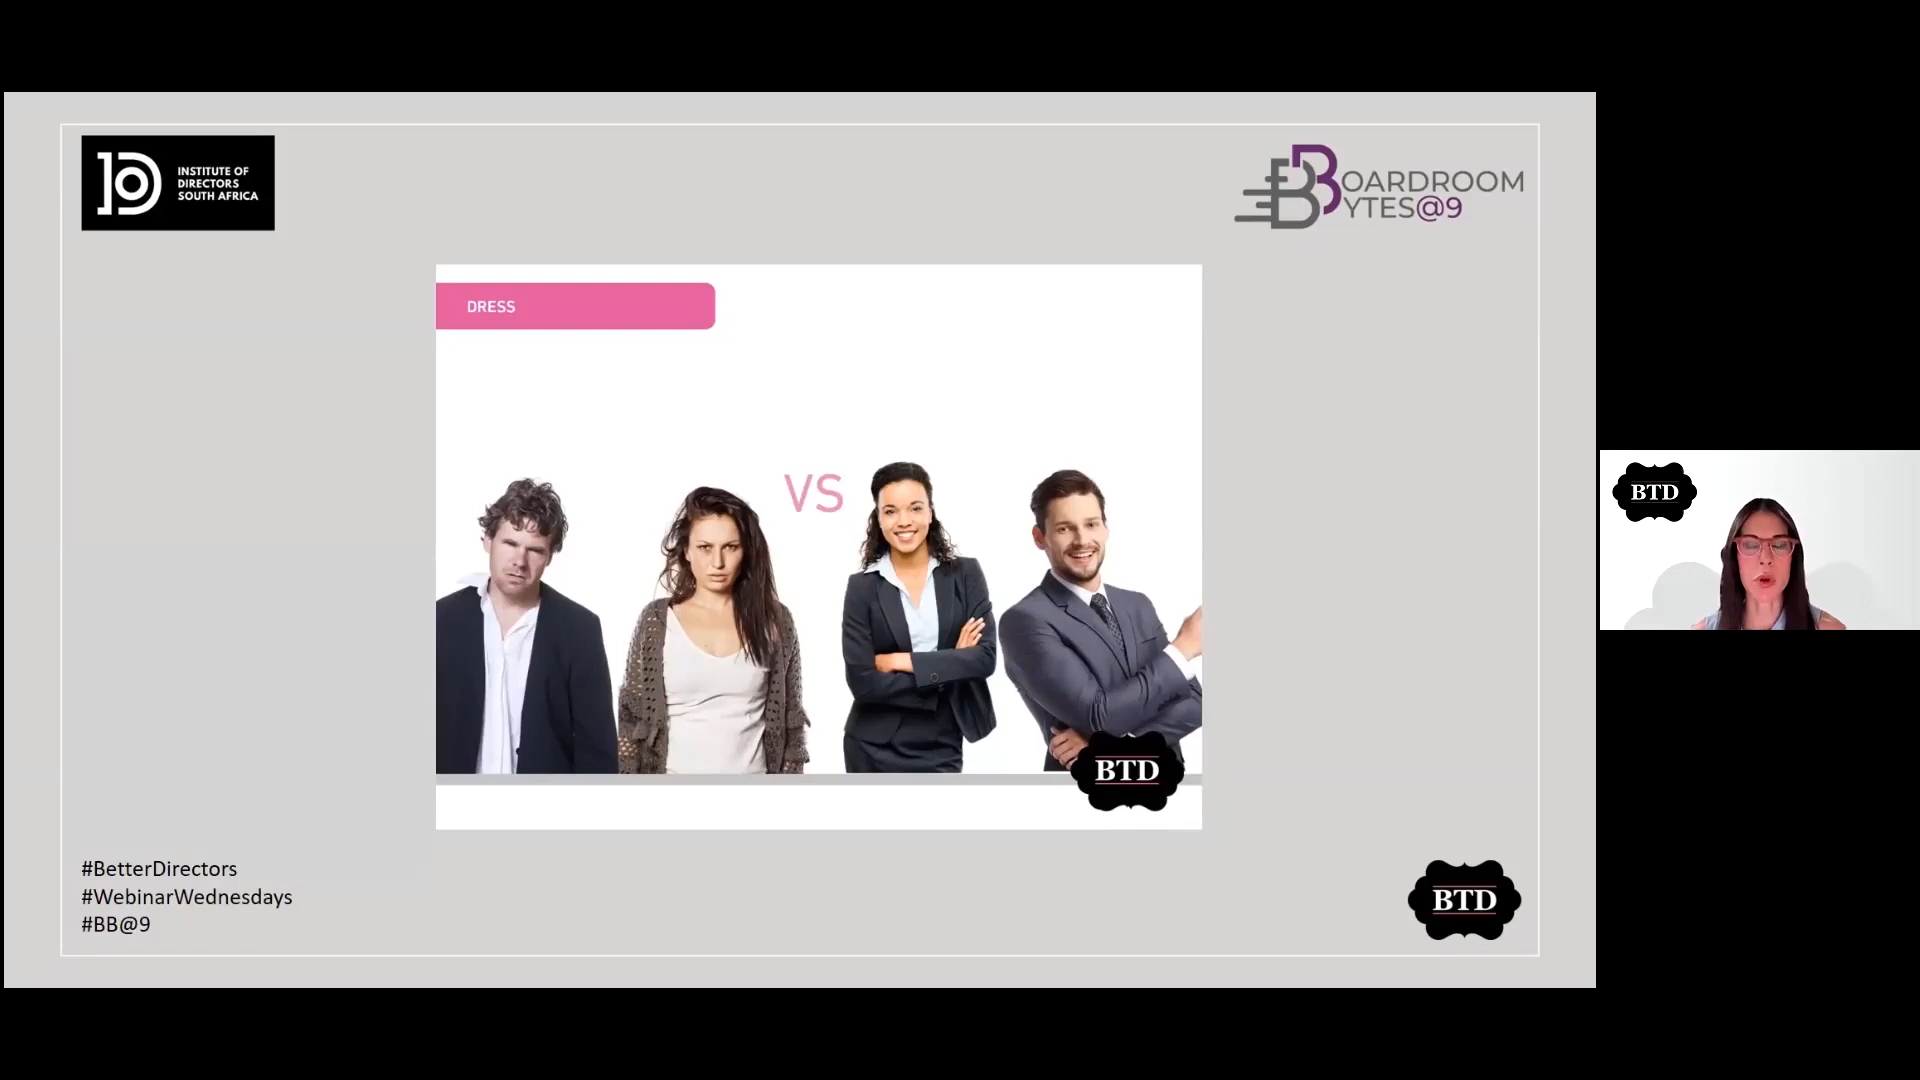 INSTITUTE OF
DIRECTORS
SOUTH AFRICA
BOARDROOM
BYTES@9
DRESS
VS
BTD
BTD
#BetterDirectors
#WebinarWednesdays
#BB@9
BTD